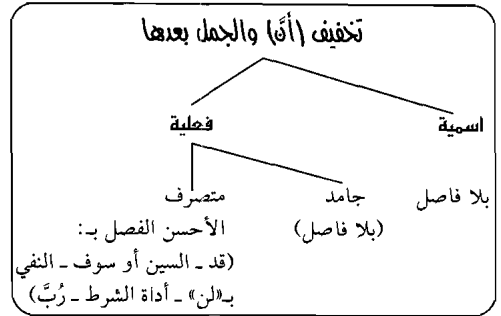 تخفيف (أنَّ) والجمل بعدها
اسمية
فعلية
بلا فاصل
جامد
متصرف
(بلا فاصل)
الأحسن الفصل بـ:
(قد ـ السين أو سوف ـ النفي
بـ«لن» ـ أداة الشرط ـ رُبَّ)